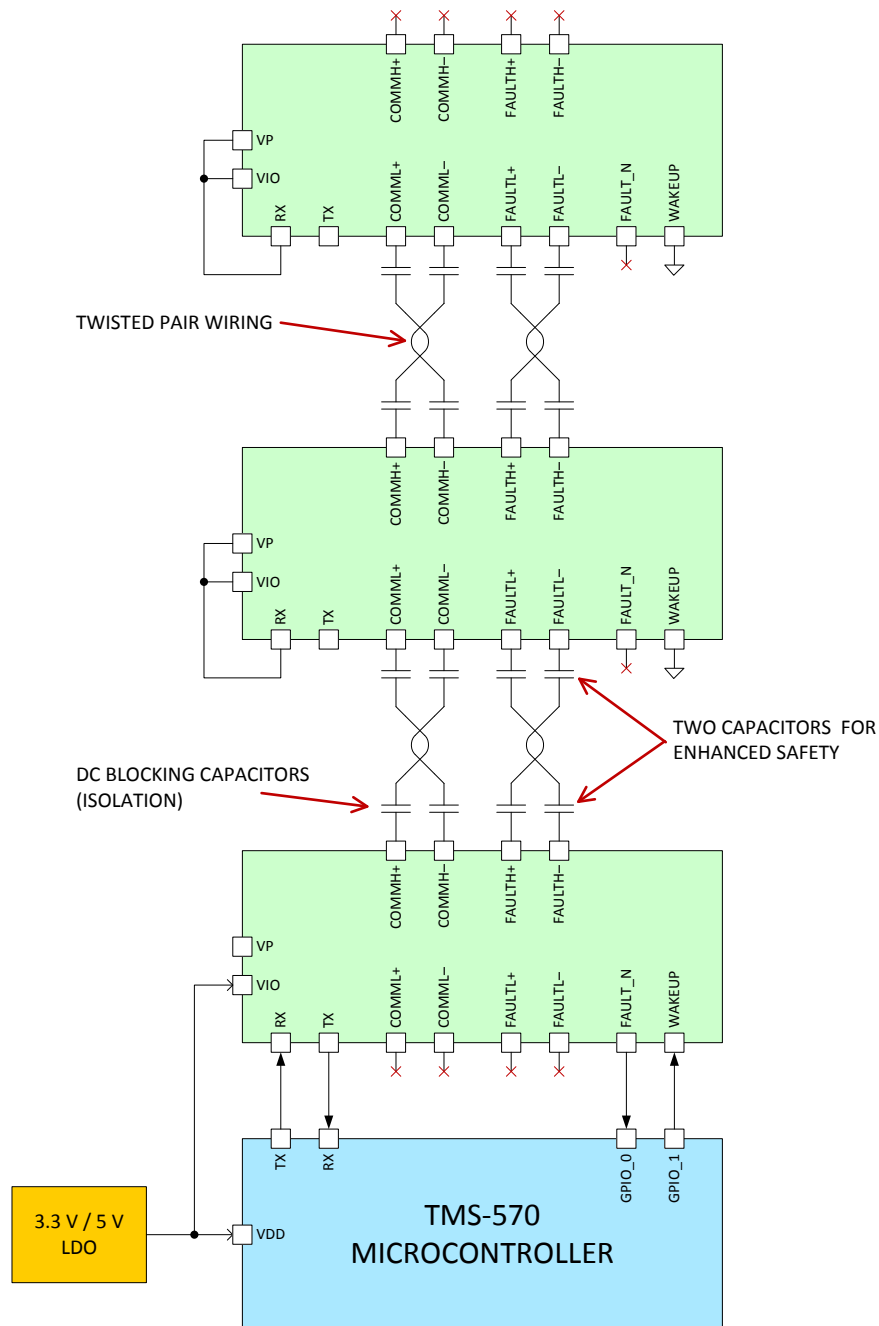 COMMH+
COMMH−
FAULTH+
FAULTH−
VP
VIO
RX
TX
COMML+
COMML−
FAULTL+
FAULTL−
FAULT_N
WAKEUP
TWISTED PAIR WIRING
COMMH+
COMMH−
FAULTH+
FAULTH−
VP
VIO
RX
TX
COMML+
COMML−
FAULTL+
FAULTL−
FAULT_N
WAKEUP
TWO CAPACITORS FOR
ENHANCED SAFETY
DC BLOCKING CAPACITORS
(ISOLATION)
COMMH+
COMMH−
FAULTH+
FAULTH−
VP
VIO
RX
TX
COMML+
COMML−
FAULTL+
FAULTL−
FAULT_N
WAKEUP
TX
RX
GPIO_0
GPIO_1
3.3 V / 5 V
LDO
VDD
TMS-570
MICROCONTROLLER